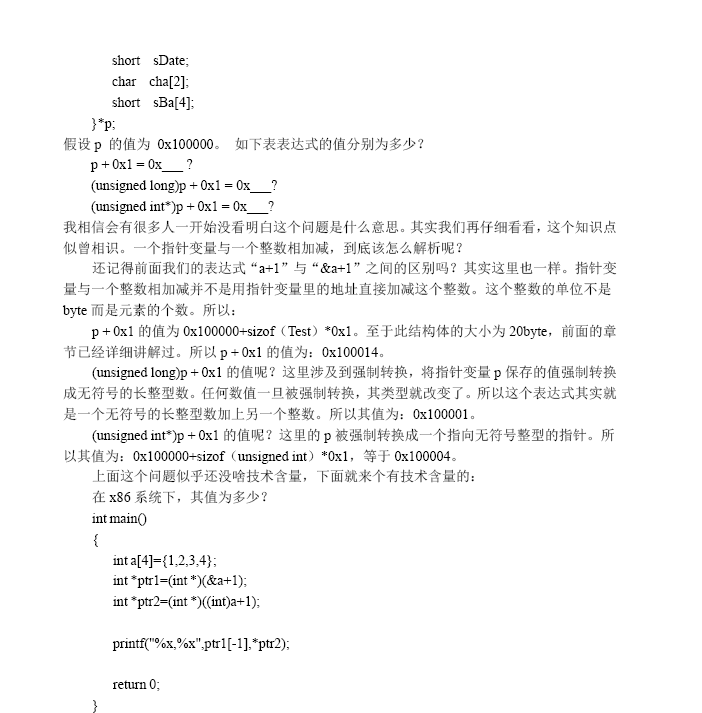 short sDate;
char cha[2];
short sBa[4];
}*p;
假设 p 的值为 0x100000。 如下表表达式的值分别为多少？
p + 0x1 = 0x___ ?
(unsigned long)p + 0x1 = 0x___?
(unsigned int*)p + 0x1 = 0x___?
我相信会有很多人一开始没看明白这个问题是什么意思。其实我们再仔细看看，这个知识点
似曾相识。一个指针变量与一个整数相加减，到底该怎么解析呢？
还记得前面我们的表达式“a+1”与“&a+1”之间的区别吗？其实这里也一样。指针变
量与一个整数相加减并不是用指针变量里的地址直接加减这个整数。这个整数的单位不是
byte 而是元素的个数。所以：
p + 0x1 的值为 0x100000+sizof（Test）*0x1。至于此结构体的大小为 20byte，前面的章
节已经详细讲解过。所以 p + 0x1 的值为：0x100014。
(unsigned long)p + 0x1 的值呢？这里涉及到强制转换，将指针变量 p 保存的值强制转换
成无符号的长整型数。任何数值一旦被强制转换，其类型就改变了。所以这个表达式其实就
是一个无符号的长整型数加上另一个整数。所以其值为：0x100001。
(unsigned int*)p + 0x1 的值呢？这里的 p 被强制转换成一个指向无符号整型的指针。所
以其值为：0x100000+sizof（unsigned int）*0x1，等于 0x100004。
上面这个问题似乎还没啥技术含量，下面就来个有技术含量的：
在 x86 系统下，其值为多少？
int main()
{
int a[4]={1,2,3,4};
int *ptr1=(int *)(&a+1);
int *ptr2=(int *)((int)a+1);
printf("%x,%x",ptr1[-1],*ptr2);
return 0;
}